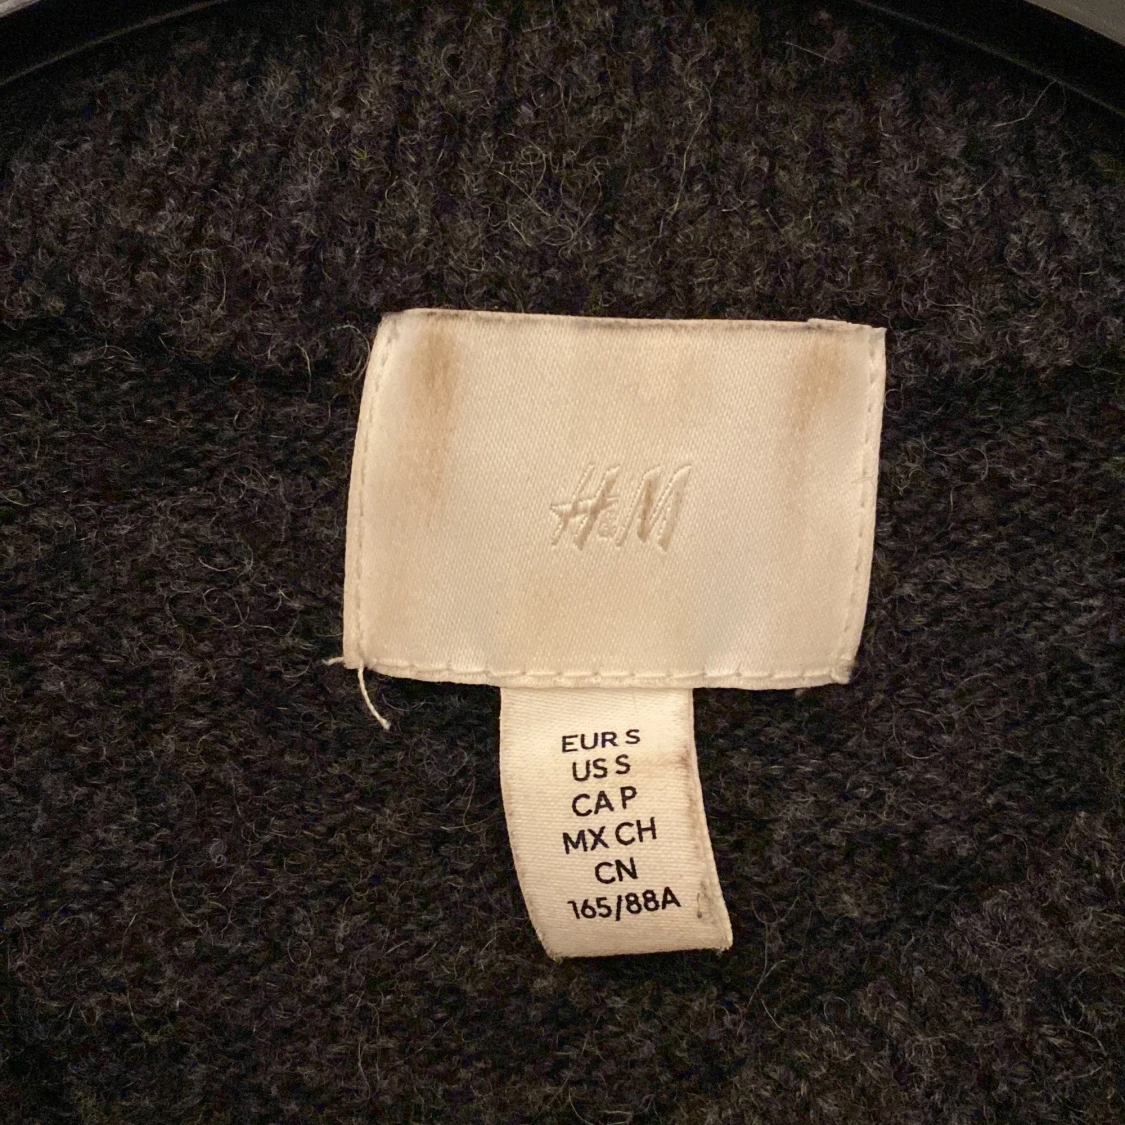 H&M
EUR S
US S
CA P
MX CH
CN
165/88A